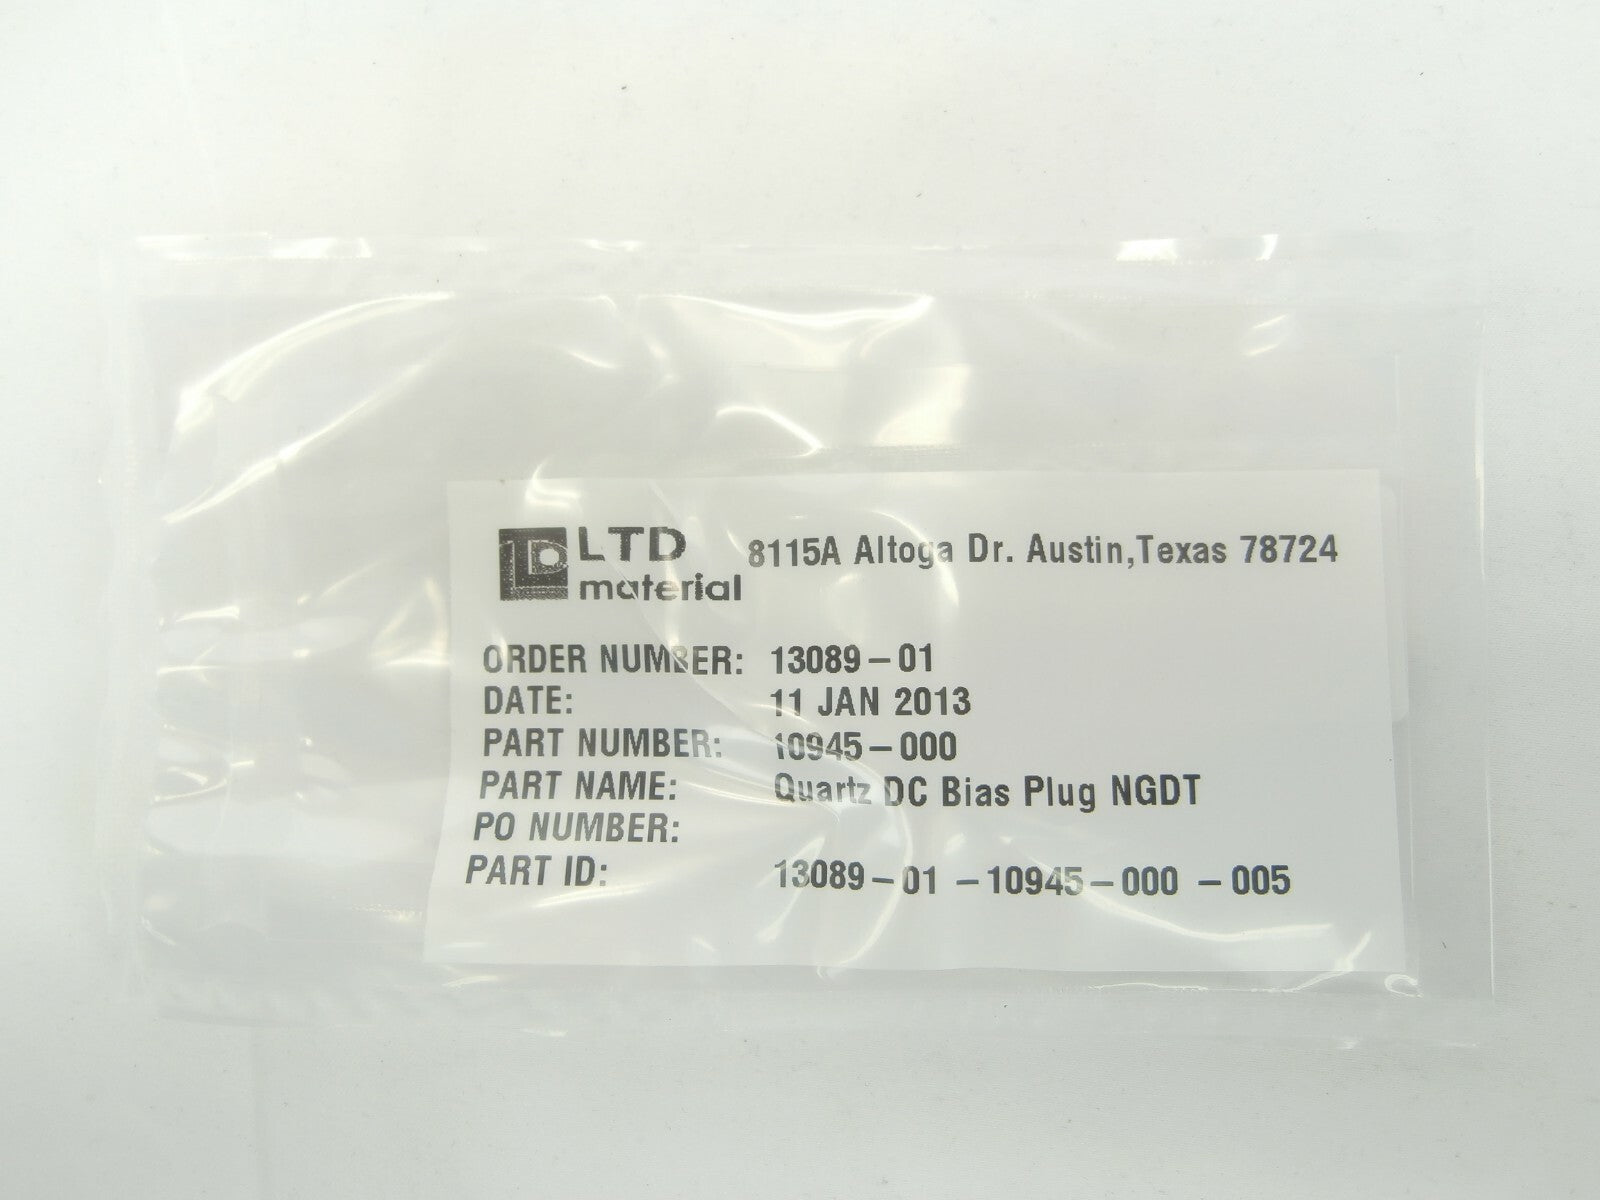 LTD material 8115A Altoga Dr. Austin,Texas 78724
ORDER NUMBER: 13089-01
DATE: 11 JAN 2013
PART NUMBER: 10945-000
PART NAME: Quartz DC Bias Plug NGDT
PO NUMBER:
PART ID: 13089-01 -10945-000 -005